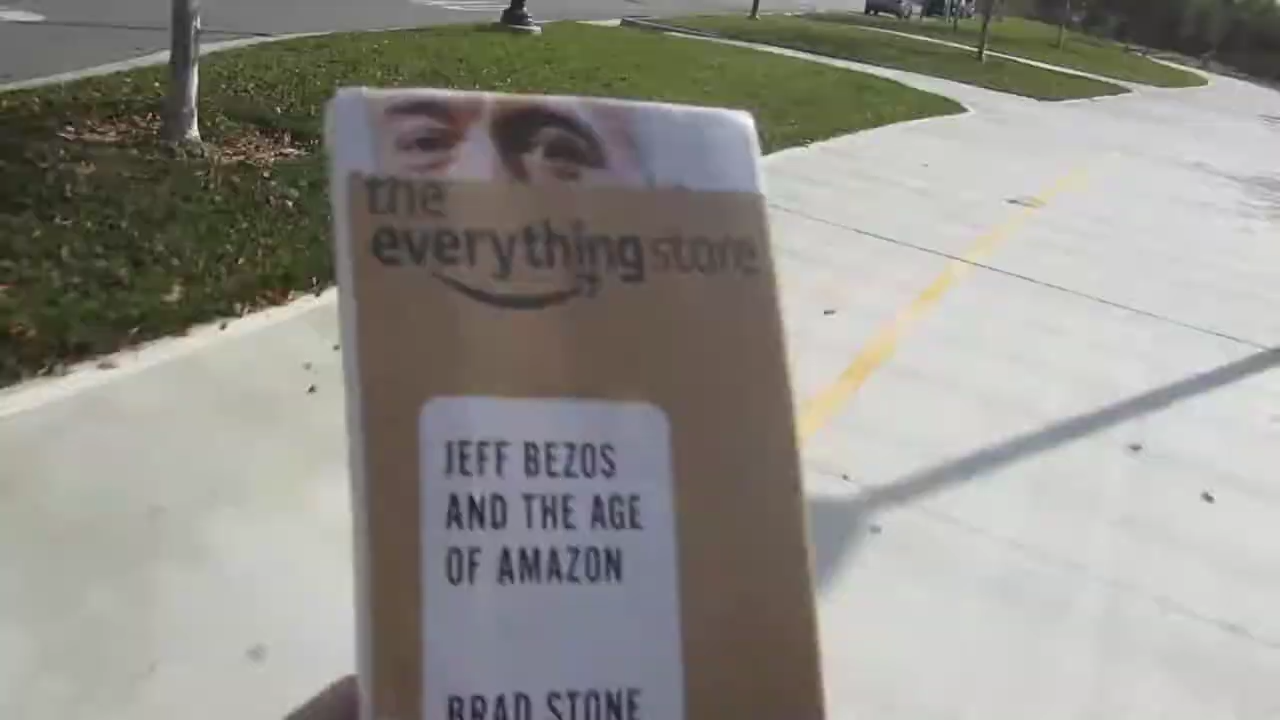 the
everything store
JEFF BEZOS
AND THE AGE
OF AMAZON
BRAD STONE